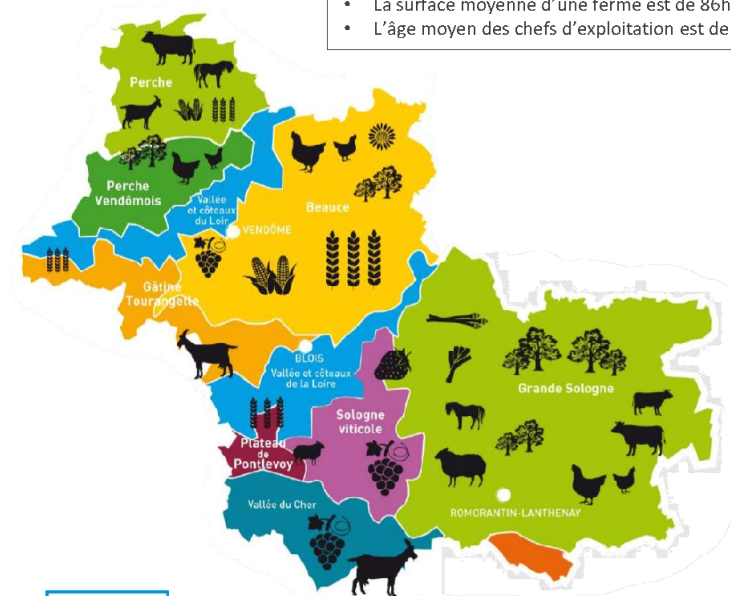 • La surface moyenne d'une ferme est de 86h
• L'âge moyen des chefs d'exploitation est de
Perche
Perche
Vendômois
Vallée
et côteaux
du Loir
VENDÔME
Beauce
Gâtine
Tourangelle
BLOIS
Vallée et côteaux
de la Loire
Grande Sologne
Sologne
viticole
Plateau
de
Pontlevoy
Vallée du Cher
ROMORANTIN-LANTHENAY